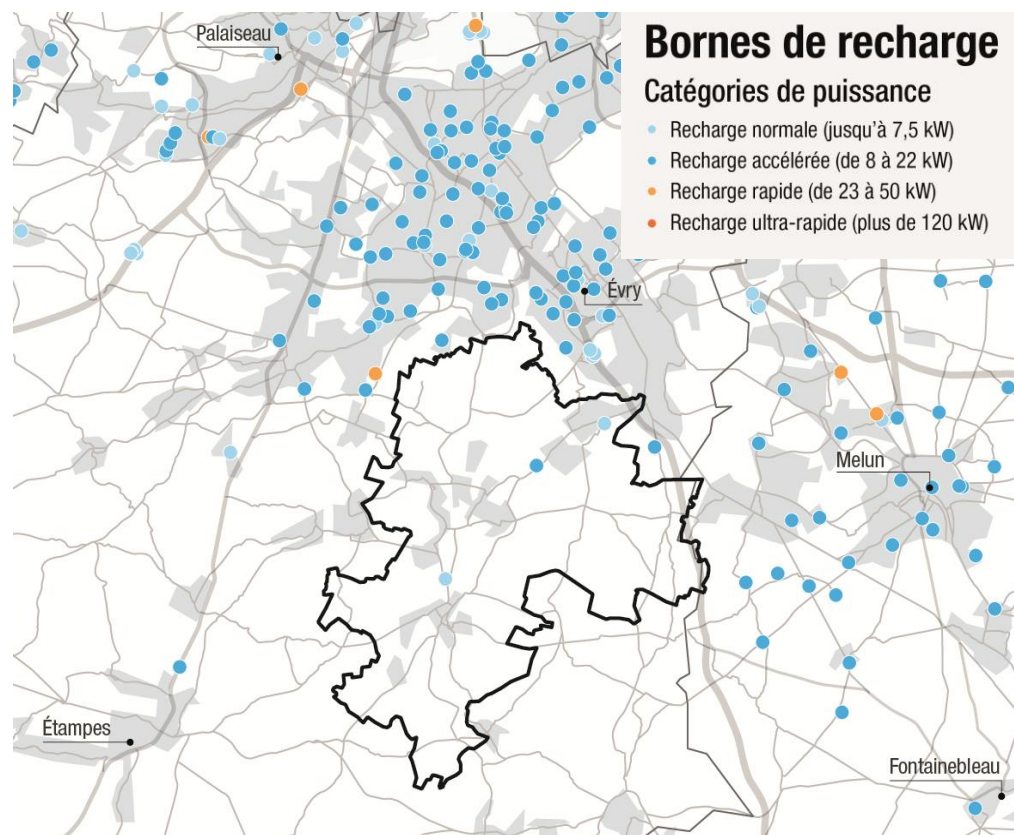 Bornes de recharge
Catégories de puissance
Recharge normale (jusqu'à 7,5 kW)
Recharge accélérée (de 8 à 22 kW)
Recharge rapide (de 23 à 50 kW)
Recharge ultra-rapide (plus de 120 kW)
Palaiseau
Évry
Melun
Étampes
Fontainebleau